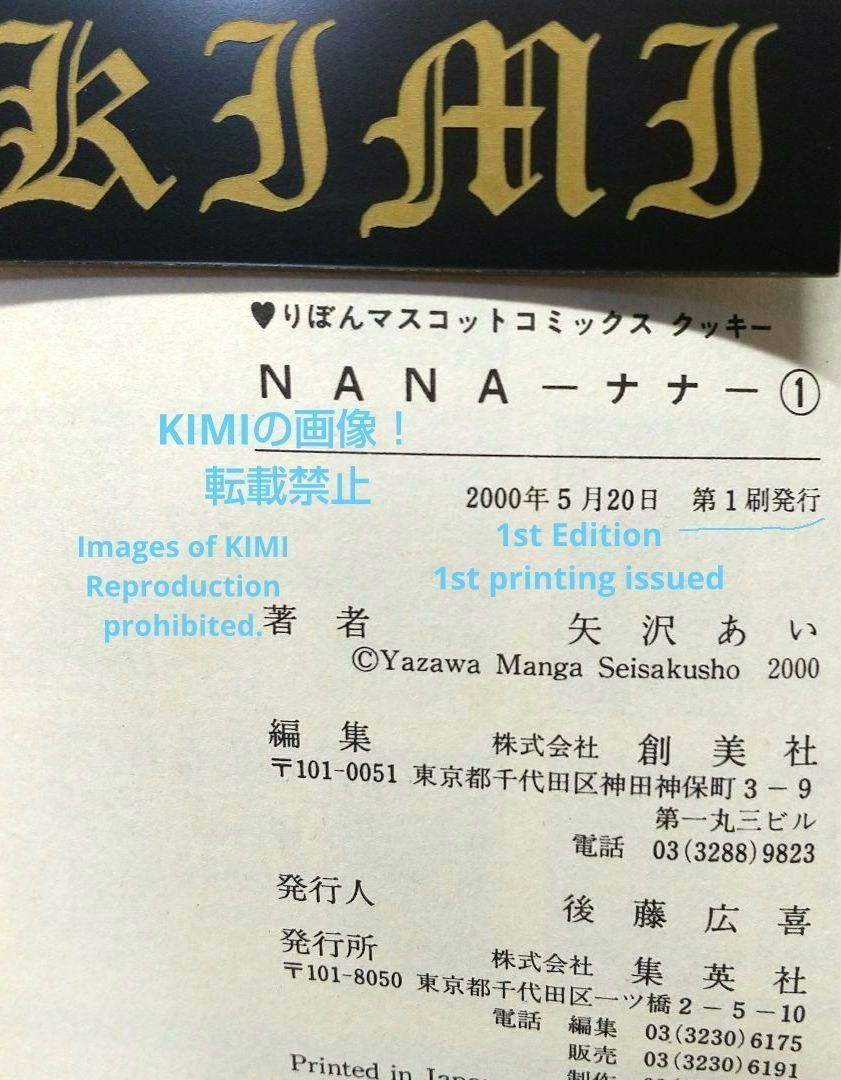 KIMI
♥りぼんマスコットコミックス クッキー
NANA－ナナ－①
KIMIの画像！
転載禁止
2000年5月20日 第1刷発行
Images of KIMI
Reproduction
prohibited.
1st Edition
1st printing issued
著者 矢沢あい
©Yazawa Manga Seisakusho 2000
編集 株式会社 創美社
〒101-0051 東京都千代田区神田神保町3－9
第一丸三ビル
電話 03(3288)9823
発行人 後藤広喜
発行所 株式会社 集英社
〒101-8050 東京都千代田区一ツ橋2－5－10
電話 編集 03(3230)6175
販売 03(3230)6191
Printed in